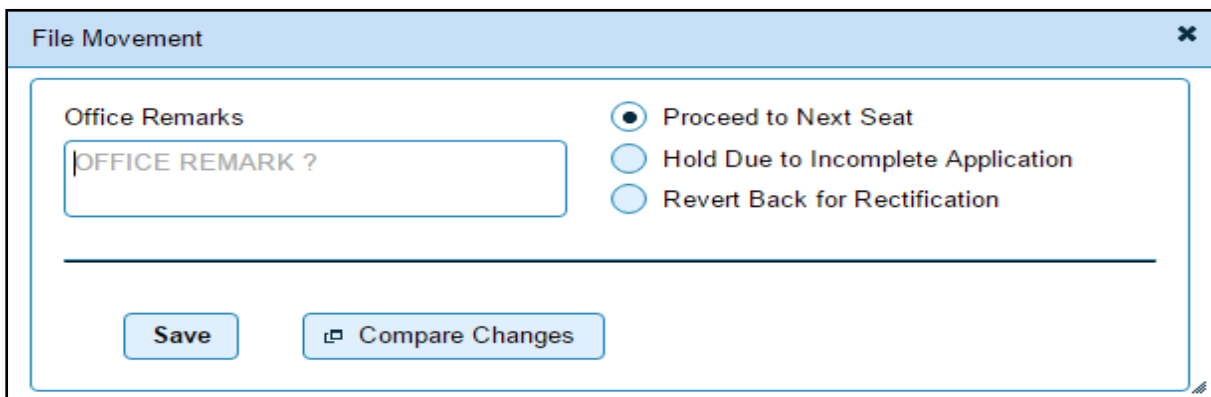 File Movement
Office Remarks
OFFICE REMARK ?
Proceed to Next Seat
Hold Due to Incomplete Application
Revert Back for Rectification
Save
Compare Changes